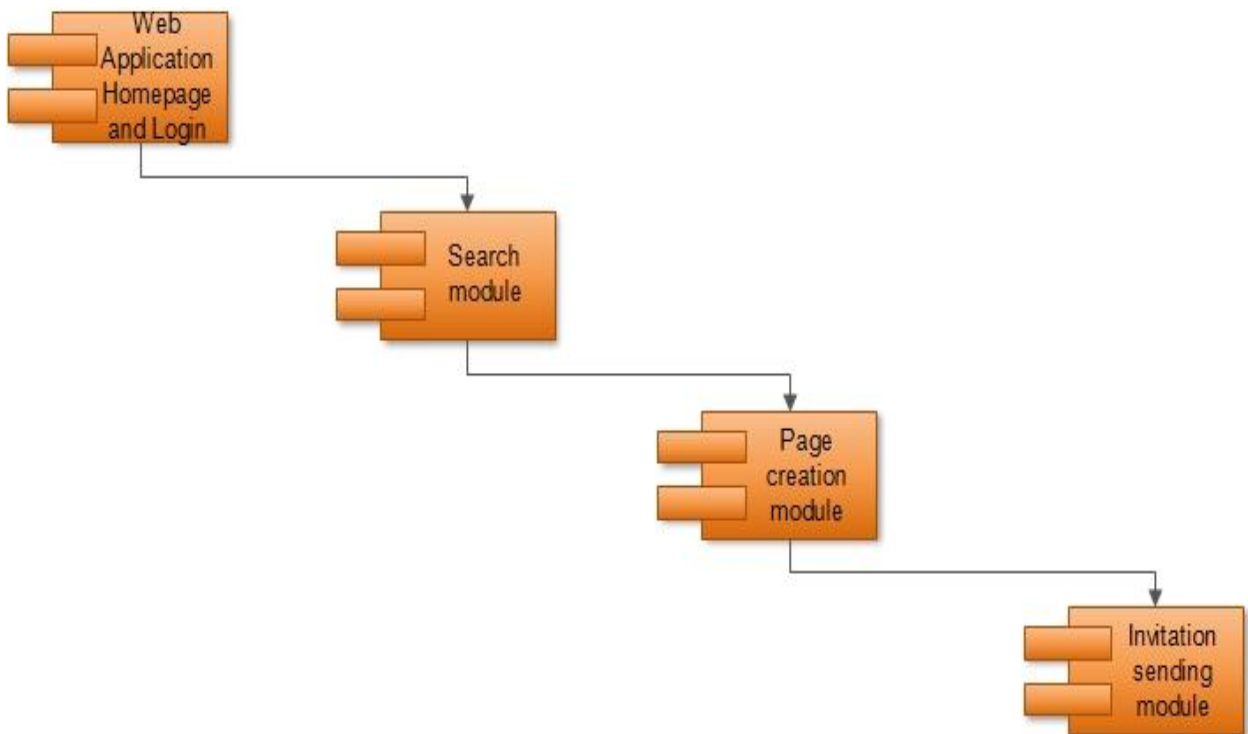 Web
Application
Homepage
and Login
Search
module
Page
creation
module
Invitation
sending
module